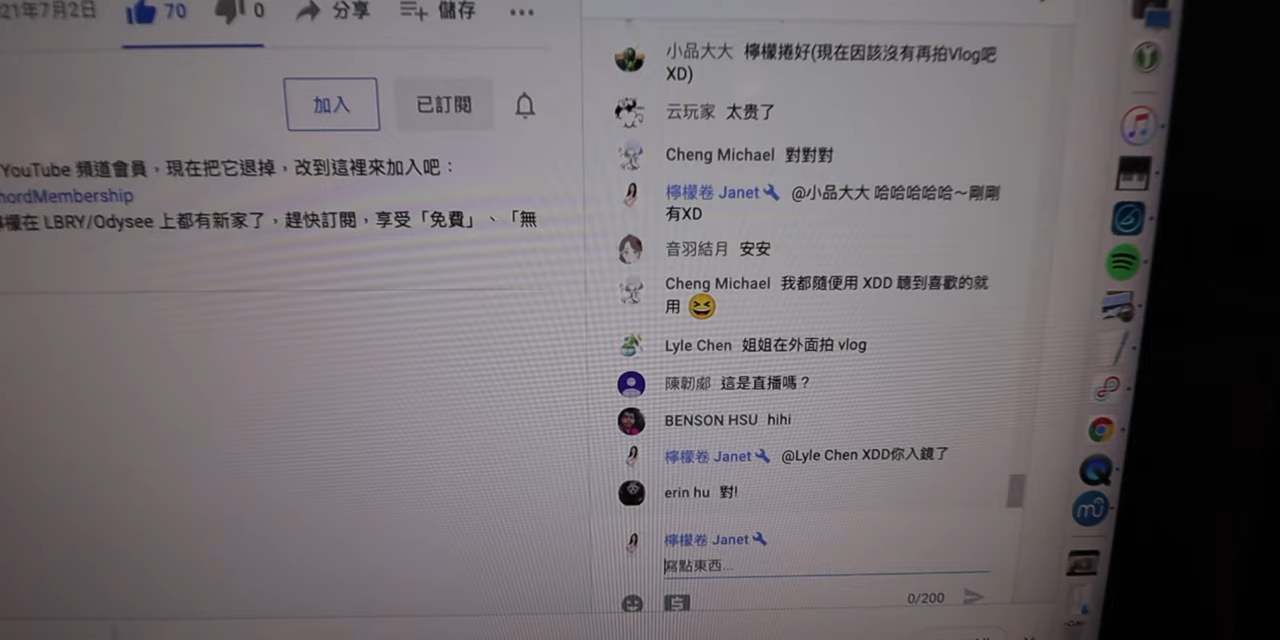 21年7月2日 70 0 分享 儲存
加入 已訂閱
YouTube 頻道會員，現在把它退掉，改到這裡來加入吧：
hordMembership
檬在 LBRY/Odysee 上都有新家了，趕快訂閱，享受「免費」、「無
小品大大 檸檬捲好(現在因該沒有再拍Vlog吧
XD)
云玩家 太贵了
Cheng Michael 對對對
檸檬卷 Janet @小品大大 哈哈哈哈哈～剛剛
有XD
音羽結月 安安
Cheng Michael 我都隨便用 XDD 聽到喜歡的就
用
Lyle Chen 姐姐在外面拍 vlog
陳韌郕 這是直播嗎？
BENSON HSU hihi
檸檬卷 Janet @Lyle Chen XDD你入鏡了
erin hu 對!
檸檬卷 Janet
寫點東西...
0/200